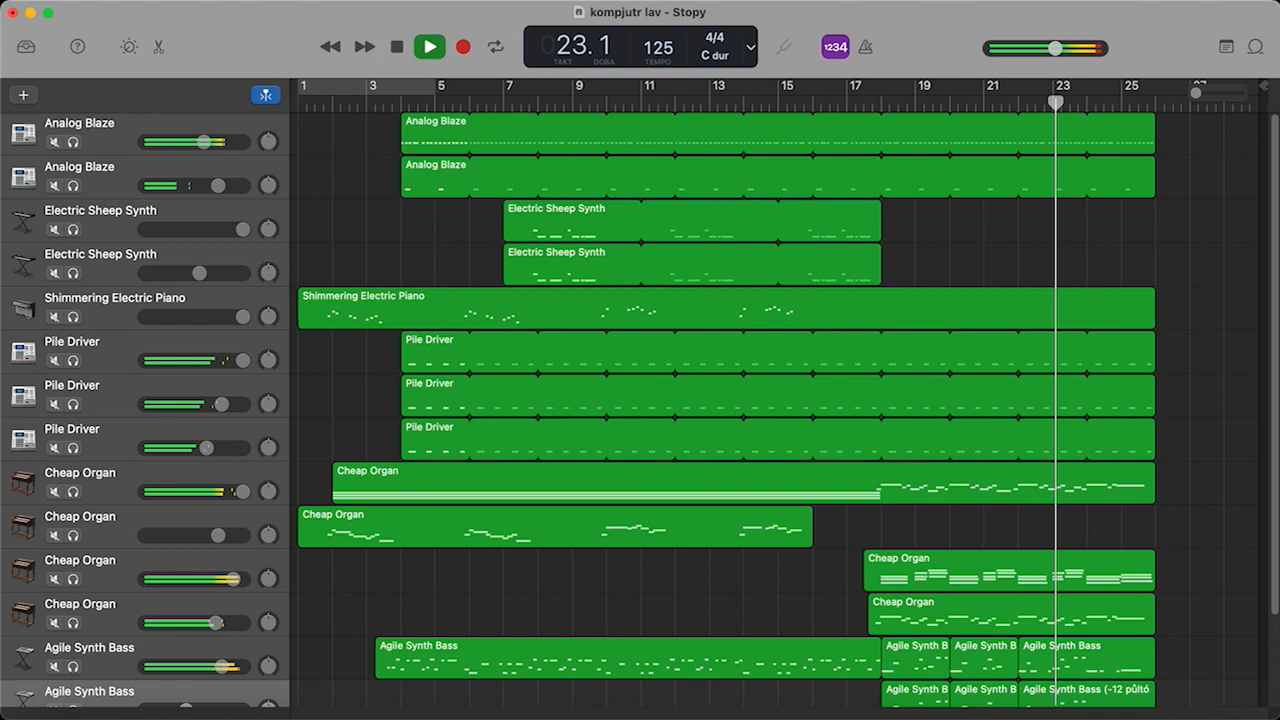 kompjutr lav - Stopy
023. 1
TAKT DOBA
125
TEMPO
4/4
C dur
1234
1 3 5 7 9 11 13 15 17 19 21 23 25 27
Analog Blaze
Analog Blaze
Analog Blaze
Analog Blaze
Electric Sheep Synth
Electric Sheep Synth
Electric Sheep Synth
Electric Sheep Synth
Shimmering Electric Piano
Shimmering Electric Piano
Pile Driver
Pile Driver
Pile Driver
Pile Driver
Pile Driver
Pile Driver
Cheap Organ
Cheap Organ
Cheap Organ
Cheap Organ
Cheap Organ
Cheap Organ
Cheap Organ
Cheap Organ
Agile Synth Bass
Agile Synth Bass Agile Synth B Agile Synth B Agile Synth Bass
Agile Synth Bass
Agile Synth B Agile Synth B Agile Synth Bass (-12 půltó